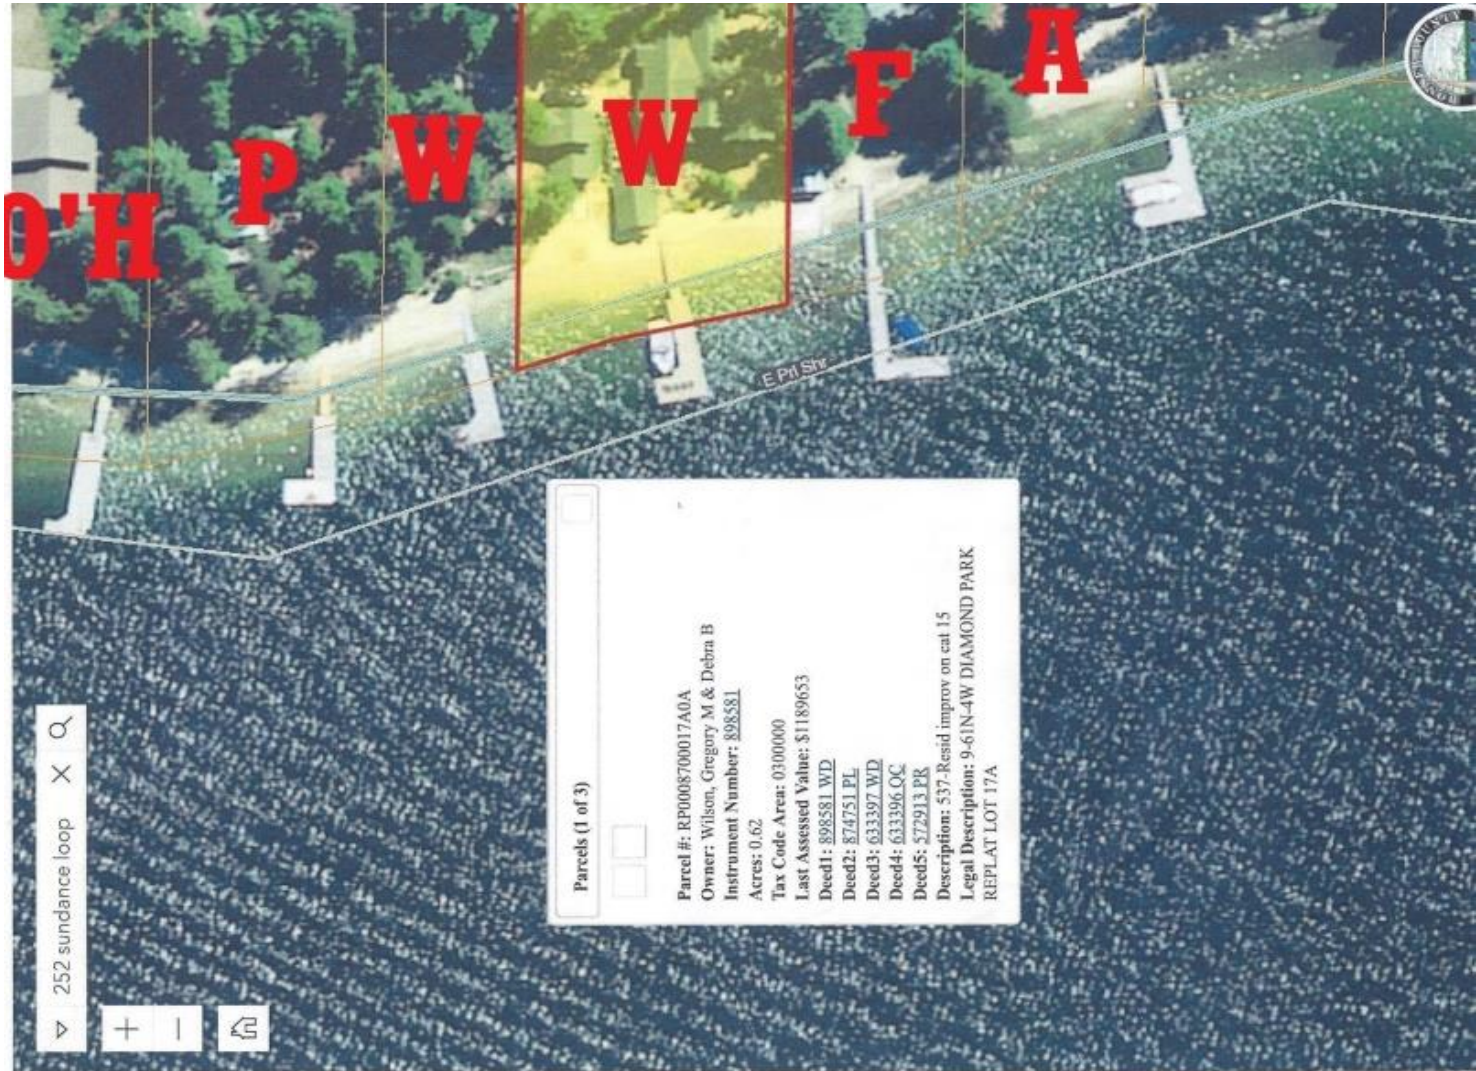 O'H
P
W
W
F
A
E Prl Shr
252 sundance loop
Parcels (1 of 3)
Parcel #: RP0008700017A0A
Owner: Wilson, Gregory M & Debra B
Instrument Number: 898581
Acres: 0.62
Tax Code Area: 0300000
Last Assessed Value: $1189653
Deed1: 898581 WD
Deed2: 874751 PL
Deed3: 633397 WD
Deed4: 633396 QC
Deed5: 572913 PR
Description: 537-Resid improv on cat 15
Legal Description: 9-61N-4W DIAMOND PARK
REPLAT LOT 17A